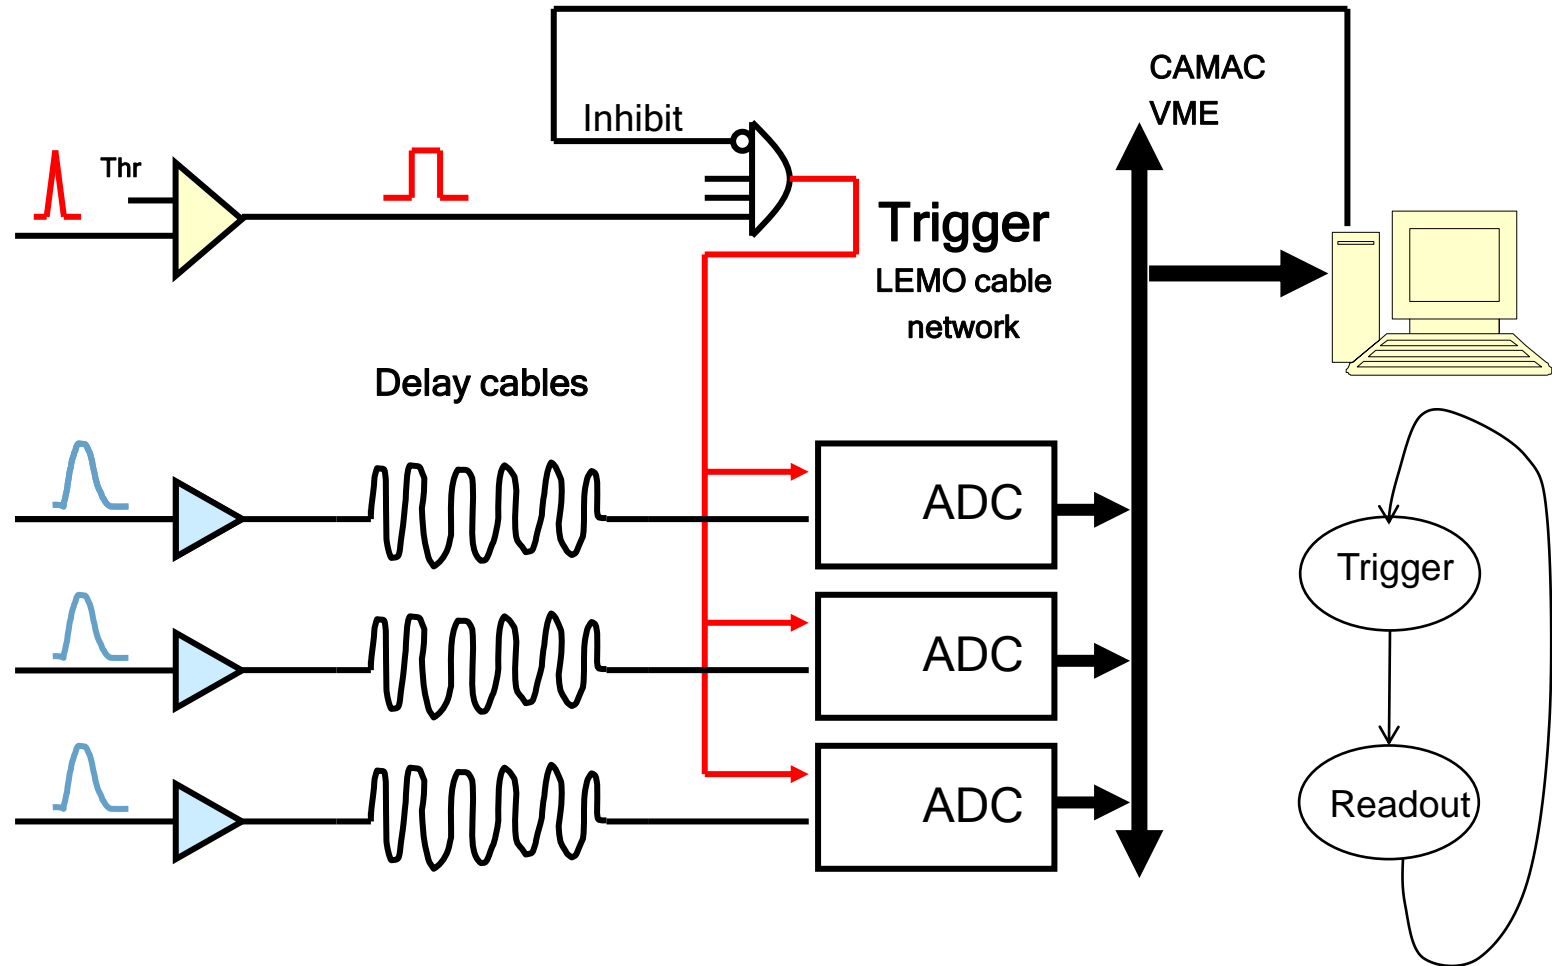 CAMAC
VME
Inhibit
Thr
Trigger
LEMO cable
network
Delay cables
ADC
Trigger
ADC
Readout
ADC